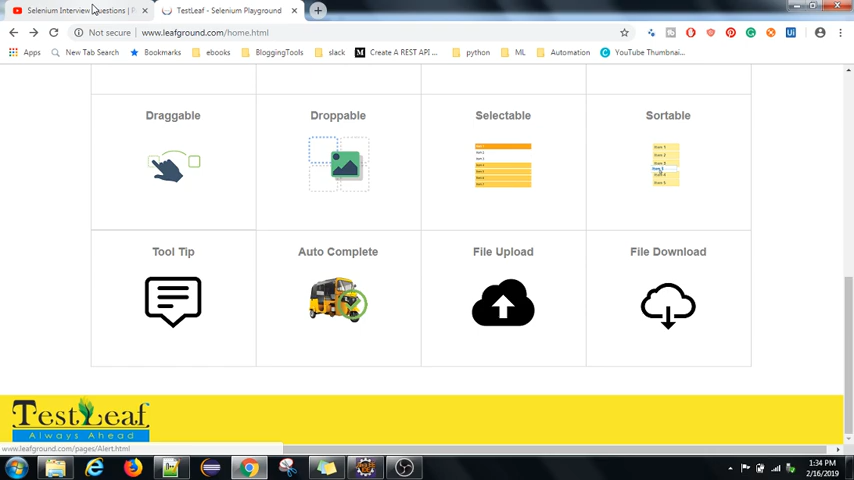 Selenium Interview Questions | P
TestLeaf - Selenium Playground
Not secure
www.leafground.com/home.html
Apps
New Tab Search
Bookmarks
ebooks
BloggingTools
slack
Create A REST API ...
python
ML
Automation
YouTube Thumbnai...
Draggable
Droppable
Selectable
Sortable
Tool Tip
Auto Complete
File Upload
File Download
TestLeaf
Always Ahead
www.leafground.com/pages/Alert.html
1:34 PM
2/16/2019